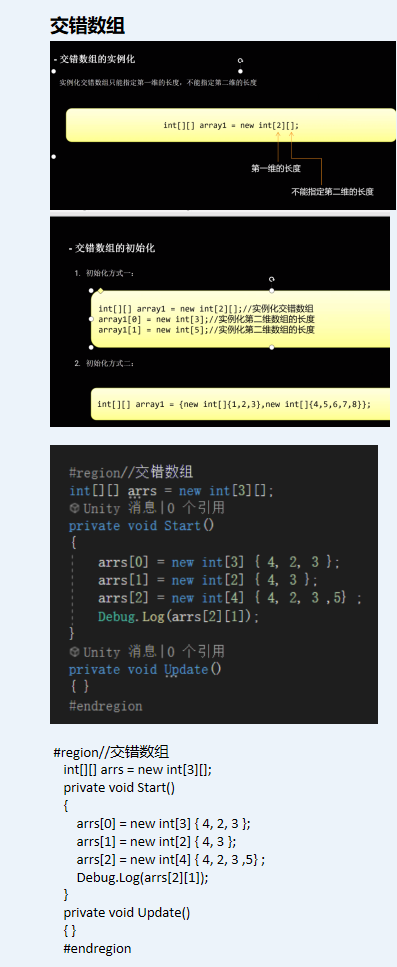 交错数组
- 交错数组的实例化
实例化交错数组只能指定第一维的长度，不能指定第二维的长度
int[][] array1 = new int[2][];
第一维的长度
不能指定第二维的长度
- 交错数组的初始化
1. 初始化方式一：
int[][] array1 = new int[2][];//实例化交错数组
array1[0] = new int[3];//实例化第二维数组的长度
array1[1] = new int[5];//实例化第二维数组的长度
2. 初始化方式二：
int[][] array1 = {new int[]{1,2,3},new int[]{4,5,6,7,8}};
#region//交错数组
int[][] arrs = new int[3][];
Unity 消息|0 个引用
private void Start()
{
arrs[0] = new int[3] { 4, 2, 3 };
arrs[1] = new int[2] { 4, 3 };
arrs[2] = new int[4] { 4, 2, 3 ,5} ;
Debug.Log(arrs[2][1]);
}
Unity 消息|0 个引用
private void Update()
{ }
#endregion
#region//交错数组
int[][] arrs = new int[3][];
private void Start()
{
arrs[0] = new int[3] { 4, 2, 3 };
arrs[1] = new int[2] { 4, 3 };
arrs[2] = new int[4] { 4, 2, 3 ,5} ;
Debug.Log(arrs[2][1]);
}
private void Update()
{ }
#endregion